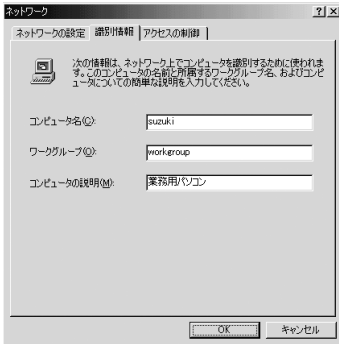 ネットワーク
ネットワークの設定 識別情報 アクセスの制御
次の情報は、ネットワーク上でコンピュータを識別するために使われま
す。このコンピュータの名前と所属するワークグループ名、およびコンピ
ュータについての簡単な説明を入力してください。
コンピュータ名(C): suzuki
ワークグループ(O): workgroup
コンピュータの説明(M): 業務用パソコン
OK キャンセル